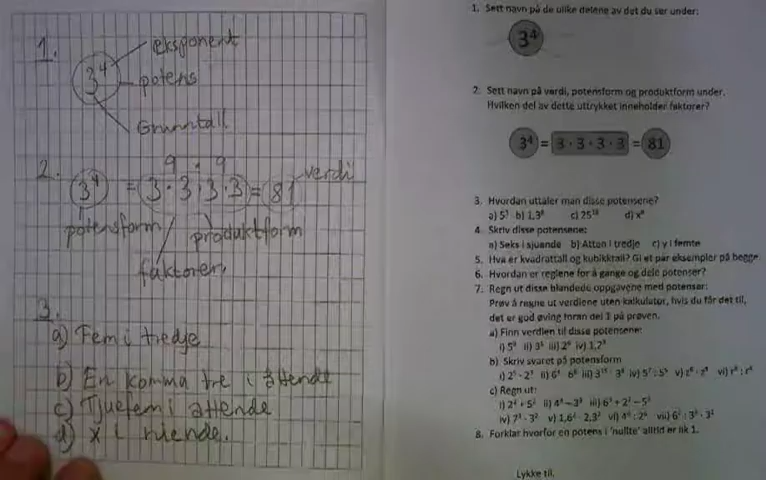 1.
eksponent
3⁴
potens
Grunntall
2.
9 · 9
verdi
3⁴ = 3·3·3·3 = 81
potensform
produktform
faktorer
3.
a) Fem i tredje
b) En komma tre i åttende
c) Tjuefem i attende
d) X i niende.
1. Sett navn på de ulike delene av det du ser under:
3⁴
2. Sett navn på verdi, potensform og produktform under.
Hvilken del av dette uttrykket inneholder faktorer?
3⁴ = 3 · 3 · 3 · 3 = 81
3. Hvordan uttaler man disse potensene?
a) 5³ b) 1,3⁸ c) 25¹⁸ d) x⁹
4. Skriv disse potensene:
a) Seks i sjuande b) Atten i tredje c) y i femte
5. Hva er kvadrattall og kubikktall? Gi et par eksempler på begge
6. Hvordan er reglene for å gange og dele potenser?
7. Regn ut disse blandede oppgavene med potenser:
Prøv å regne ut verdiene uten kalkulator, hvis du får det til,
det er god øving foran del 1 på prøven.
a) Finn verdien til disse potensene:
b) Skriv svaret på potensform
c) Regn ut:
8. Forklar hvorfor en potens i 'nullte' alltid er lik 1.
Lykke til.